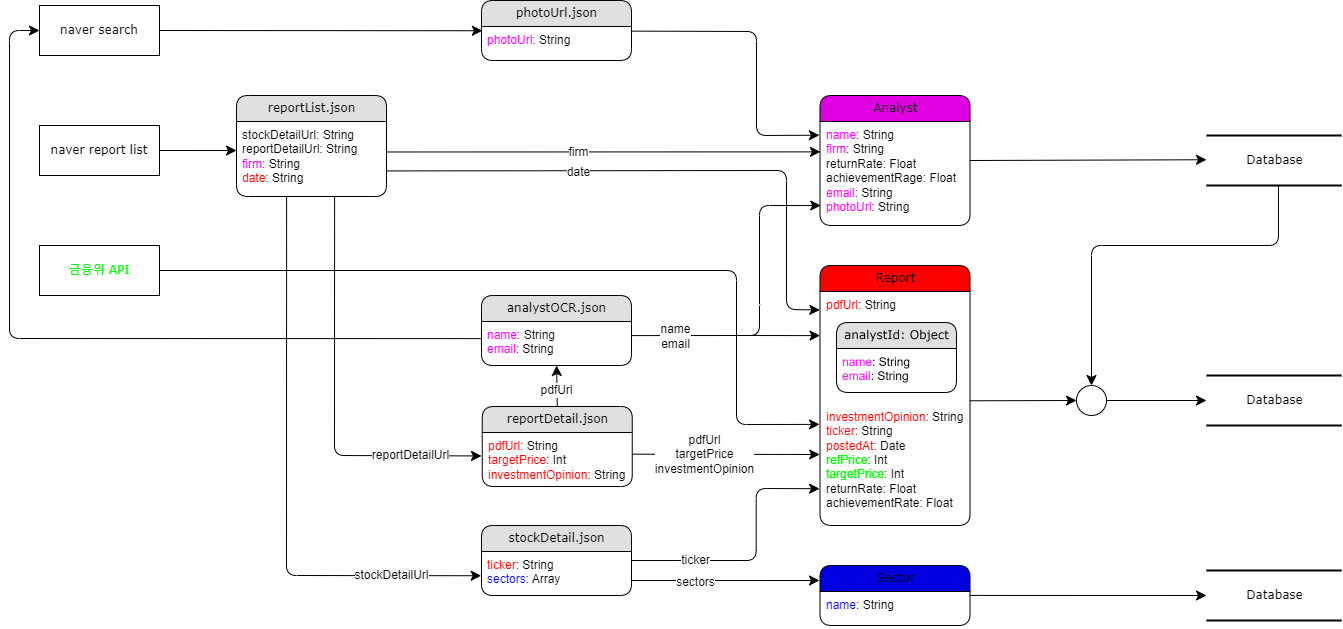 naver search
photoUrl.json
photoUrl: String
naver report list
reportList.json
stockDetailUrl: String
reportDetailUrl: String
firm: String
date: String
firm
date
Analyst
name: String
firm: String
returnRate: Float
achievementRage: Float
email: String
photoUrl: String
Database
금융위 API
analystOCR.json
name: String
email: String
name
email
pdfUrl
reportDetail.json
pdfUrl: String
targetPrice: Int
investmentOpinion: String
reportDetailUrl
pdfUrl
targetPrice
investmentOpinion
Report
pdfUrl: String
analystId: Object
name: String
email: String
investmentOpinion: String
ticker: String
postedAt: Date
refPrice: Int
targetPrice: Int
returnRate: Float
achievementRate: Float
Database
stockDetail.json
ticker: String
sectors: Array
stockDetailUrl
ticker
sectors
Sector
name: String
Database